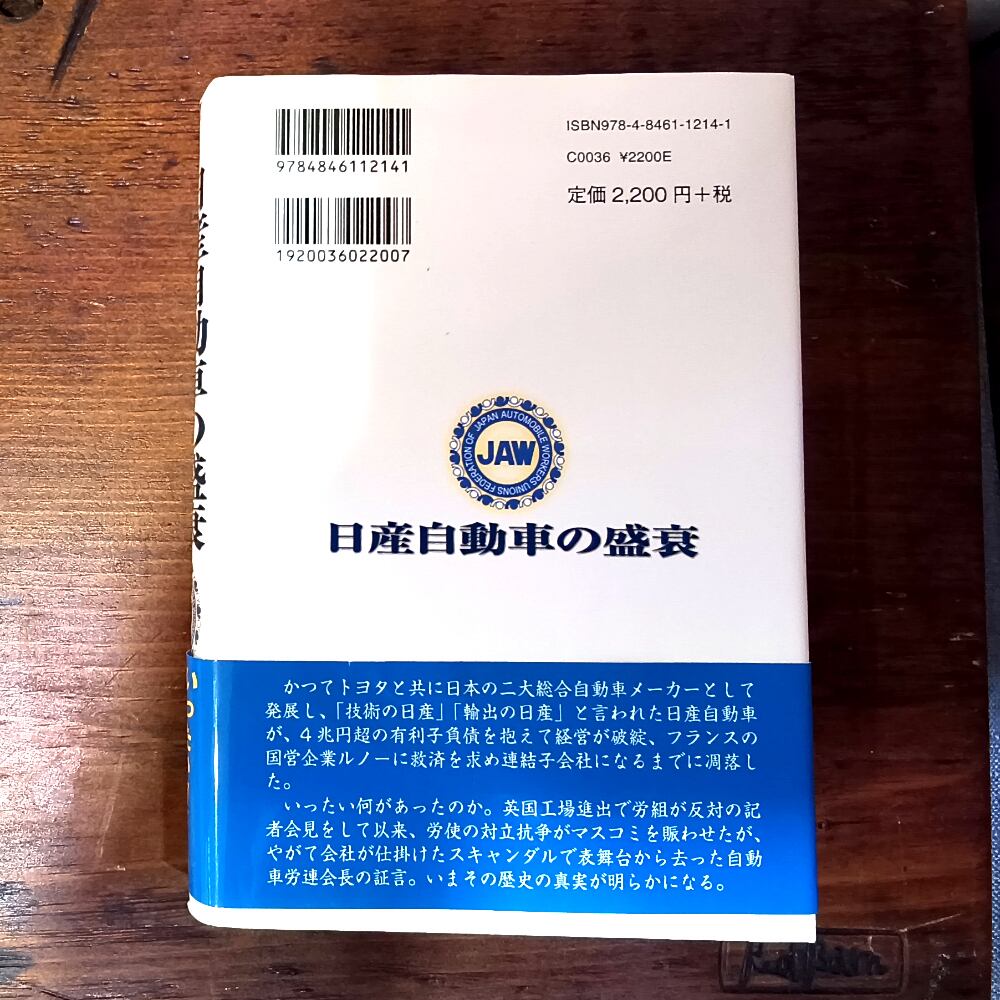 9784846112141
1920036022007
ISBN978-4-8461-1214-1
C0036 ¥2200E
定価2,200円+税
FEDERATION OF JAPAN AUTOMOBILE WORKERS UNIONS
JAW
日産自動車の盛衰
日産自動車の盛衰
かつてトヨタと共に日本の二大総合自動車メーカーとして
発展し、「技術の日産」「輸出の日産」と言われた日産自動車
が、4兆円超の有利子負債を抱えて経営が破綻、フランスの
国営企業ルノーに救済を求め連結子会社になるまでに凋落し
た。
いったい何があったのか。英国工場進出で労組が反対の記
者会見をして以来、労使の対立抗争がマスコミを賑わせたが、
やがて会社が仕掛けたスキャンダルで表舞台から去った自動
車労連会長の証言。いまその歴史の真実が明らかになる。